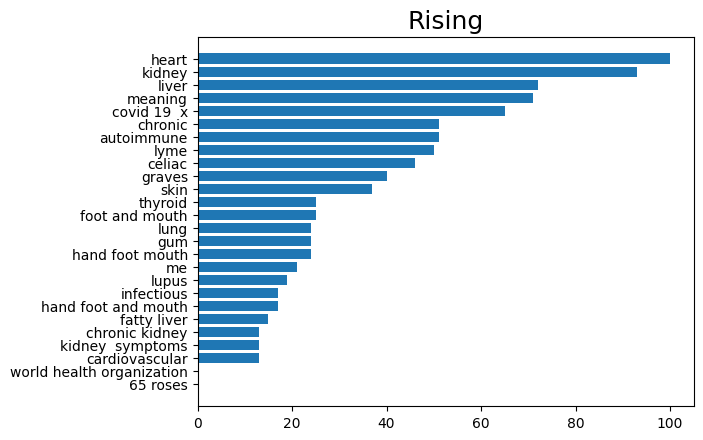 Rising
heart
kidney
liver
meaning
covid 19  x
chronic
autoimmune
lyme
celiac
graves
skin
thyroid
foot and mouth
lung
gum
hand foot mouth
me
lupus
infectious
hand foot and mouth
fatty liver
chronic kidney
kidney  symptoms
cardiovascular
world health organization
65 roses
0 20 40 60 80 100